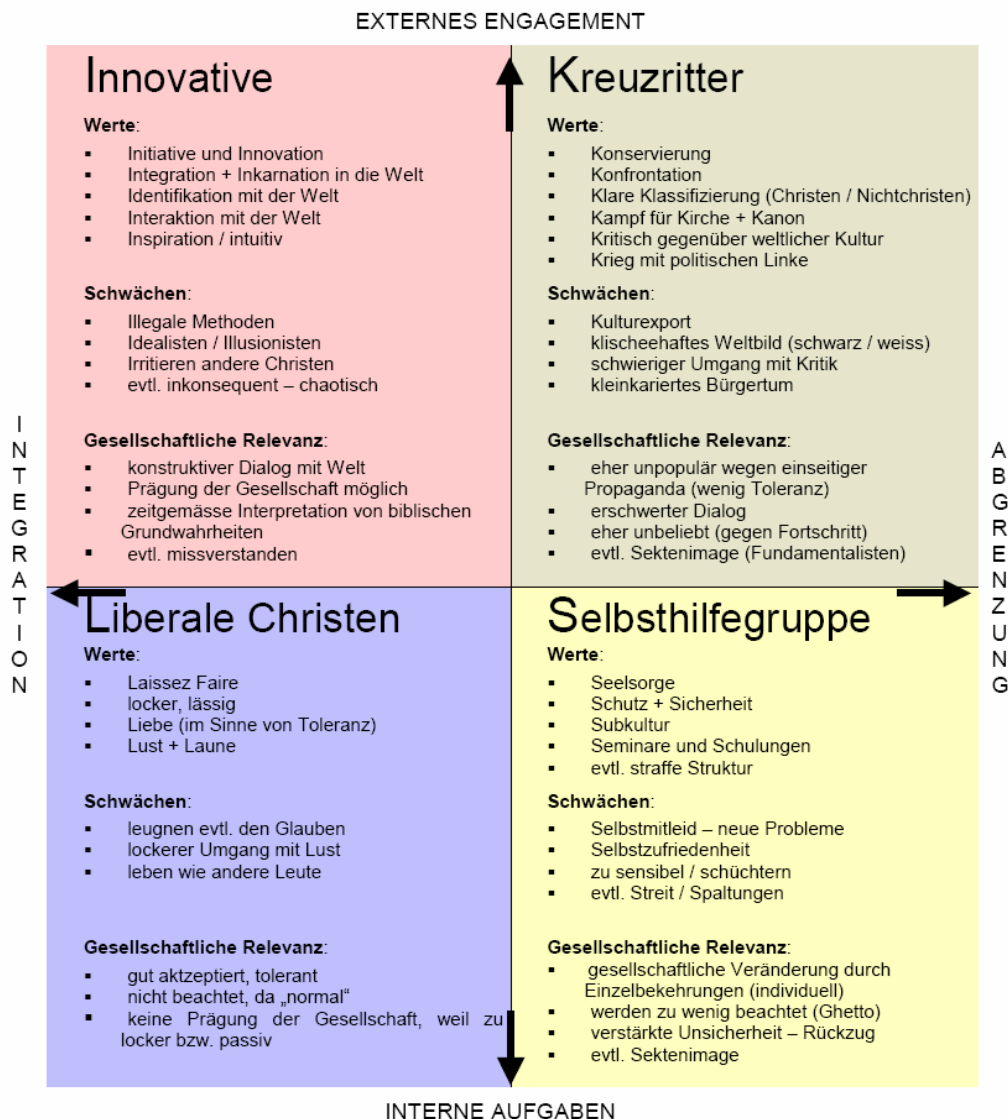 EXTERNES ENGAGEMENT
Innovative
Werte:
▪ Initiative und Innovation
▪ Integration + Inkarnation in die Welt
▪ Identifikation mit der Welt
▪ Interaktion mit der Welt
▪ Inspiration / intuitiv
Schwächen:
▪ Illegale Methoden
▪ Idealisten / Illusionisten
▪ Irritieren andere Christen
▪ evtl. inkonsequent – chaotisch
Gesellschaftliche Relevanz:
▪ konstruktiver Dialog mit Welt
▪ Prägung der Gesellschaft möglich
▪ zeitgemässe Interpretation von biblischen
Grundwahrheiten
▪ evtl. missverstanden
Kreuzritter
Werte:
▪ Konservierung
▪ Konfrontation
▪ Klare Klassifizierung (Christen / Nichtchristen)
▪ Kampf für Kirche + Kanon
▪ Kritisch gegenüber weltlicher Kultur
▪ Krieg mit politischen Linke
Schwächen:
▪ Kulturexport
▪ klischeehaftes Weltbild (schwarz / weiss)
▪ schwieriger Umgang mit Kritik
▪ kleinkariertes Bürgertum
Gesellschaftliche Relevanz:
▪ eher unpopulär wegen einseitiger
Propaganda (wenig Toleranz)
▪ erschwerter Dialog
▪ eher unbeliebt (gegen Fortschritt)
▪ evtl. Sektenimage (Fundamentalisten)
INTEGRATION
ABGRENZUNG
Liberale Christen
Werte:
▪ Laissez Faire
▪ locker, lässig
▪ Liebe (im Sinne von Toleranz)
▪ Lust + Laune
Schwächen:
▪ leugnen evtl. den Glauben
▪ lockerer Umgang mit Lust
▪ leben wie andere Leute
Gesellschaftliche Relevanz:
▪ gut aktzeptiert, tolerant
▪ nicht beachtet, da „normal“
▪ keine Prägung der Gesellschaft, weil zu
locker bzw. passiv
Selbsthilfegruppe
Werte:
▪ Seelsorge
▪ Schutz + Sicherheit
▪ Subkultur
▪ Seminare und Schulungen
▪ evtl. straffe Struktur
Schwächen:
▪ Selbstmitleid – neue Probleme
▪ Selbstzufriedenheit
▪ zu sensibel / schüchtern
▪ evtl. Streit / Spaltungen
Gesellschaftliche Relevanz:
▪ gesellschaftliche Veränderung durch
Einzelbekehrungen (individuell)
▪ werden zu wenig beachtet (Ghetto)
▪ verstärkte Unsicherheit – Rückzug
▪ evtl. Sektenimage
INTERNE AUFGABEN